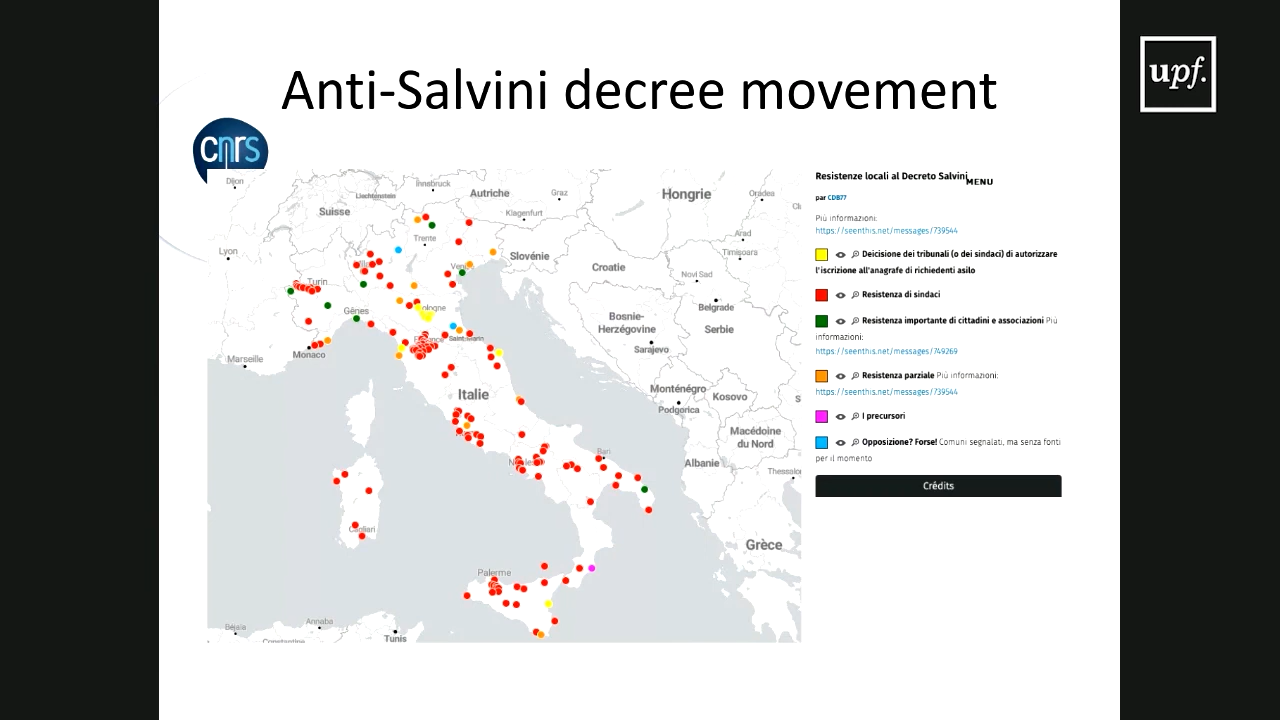 Anti-Salvini decree movement
upf.
cnrs
Dijon
Liechtenstein
Innsbruck
Autriche
Graz
Hongrie
Oradea
Suisse
Klagenfurt
Lyon
Trente
Slovénie
Arad
Timisoara
Croatie
Novi Sad
Turin
Gênes
Belgrade
Bosnie-
Herzégovine
Serbie
Marseille
Monaco
Saint-Marin
Sarajevo
Italie
Monténégro
Kosovo
Podgorica
Macédoine
du Nord
Bari
Albanie
Cagliari
Grèce
Palerme
Annaba
Tunis
Resistenze locali al Decreto Salvini
MENU
par CDB77
Più informazioni:
https://seenthis.net/messages/739544
Deicisione dei tribunali (o dei sindaci) di autorizzare
l'iscrizione all'anagrafe di richiedenti asilo
Resistenza di sindaci
Resistenza importante di cittadini e associazioni Più
informazioni:
https://seenthis.net/messages/749269
Resistenza parziale Più informazioni:
https://seenthis.net/messages/739544
I precursori
Opposizione? Forse! Comuni segnalati, ma senza fonti
per il momento
Crédits